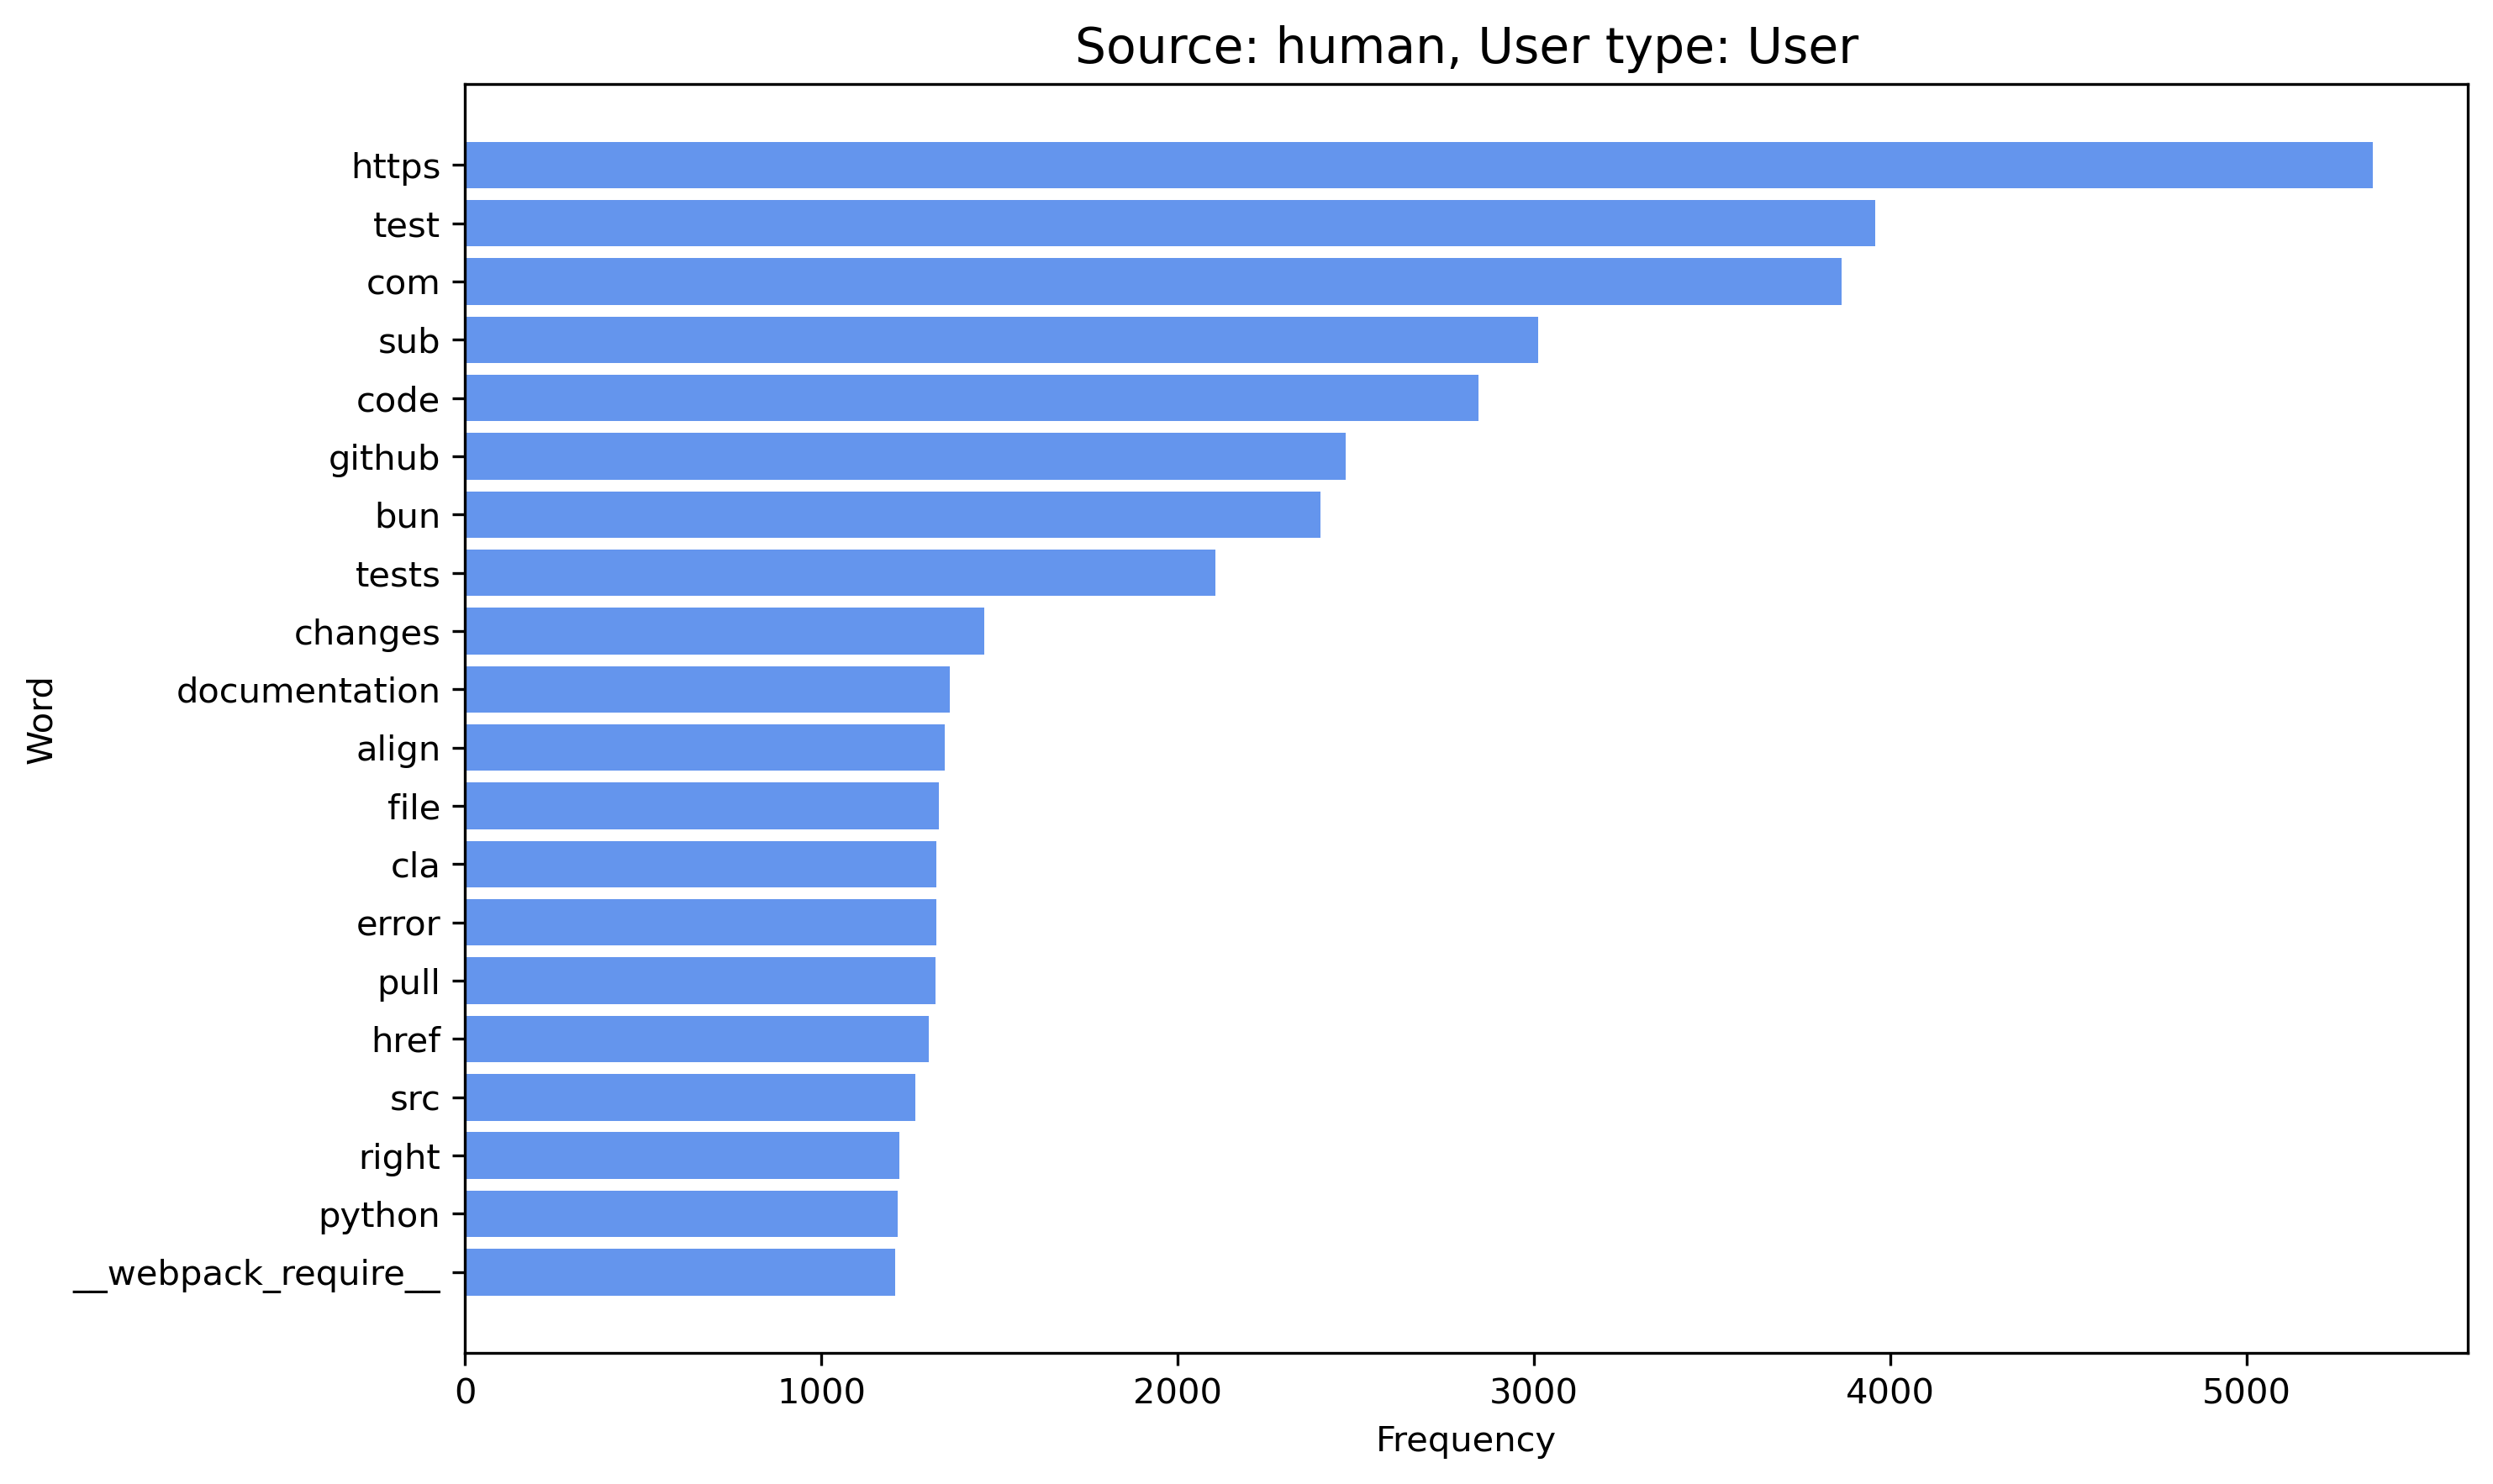 Source: human, User type: User
Word
https
test
com
sub
code
github
bun
tests
changes
documentation
align
file
cla
error
pull
href
src
right
python
__webpack_require__
0 1000 2000 3000 4000 5000
Frequency